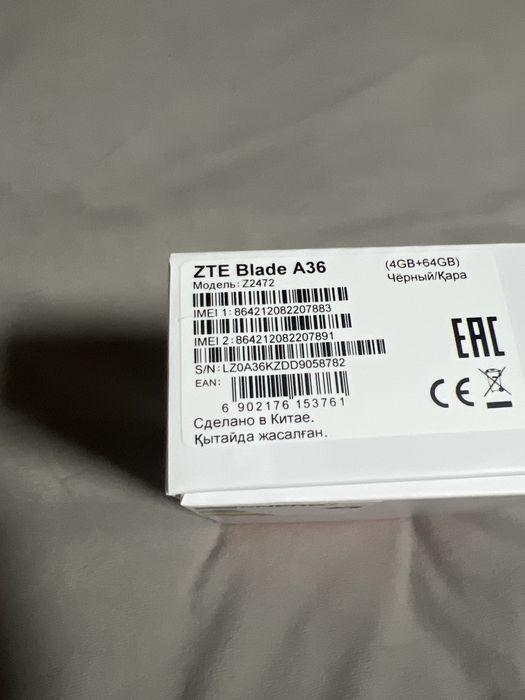 ZTE Blade A36
(4GB+64GB)
Модель: Z2472
Чёрный/Қара
IMEI 1: 864212082207883
IMEI 2: 864212082207891
S/N: LZ0A36KZDD9058782
EAN:
6 902176 153761
Сделано в Китае.
Қытайда жасалған.
EAC
CE